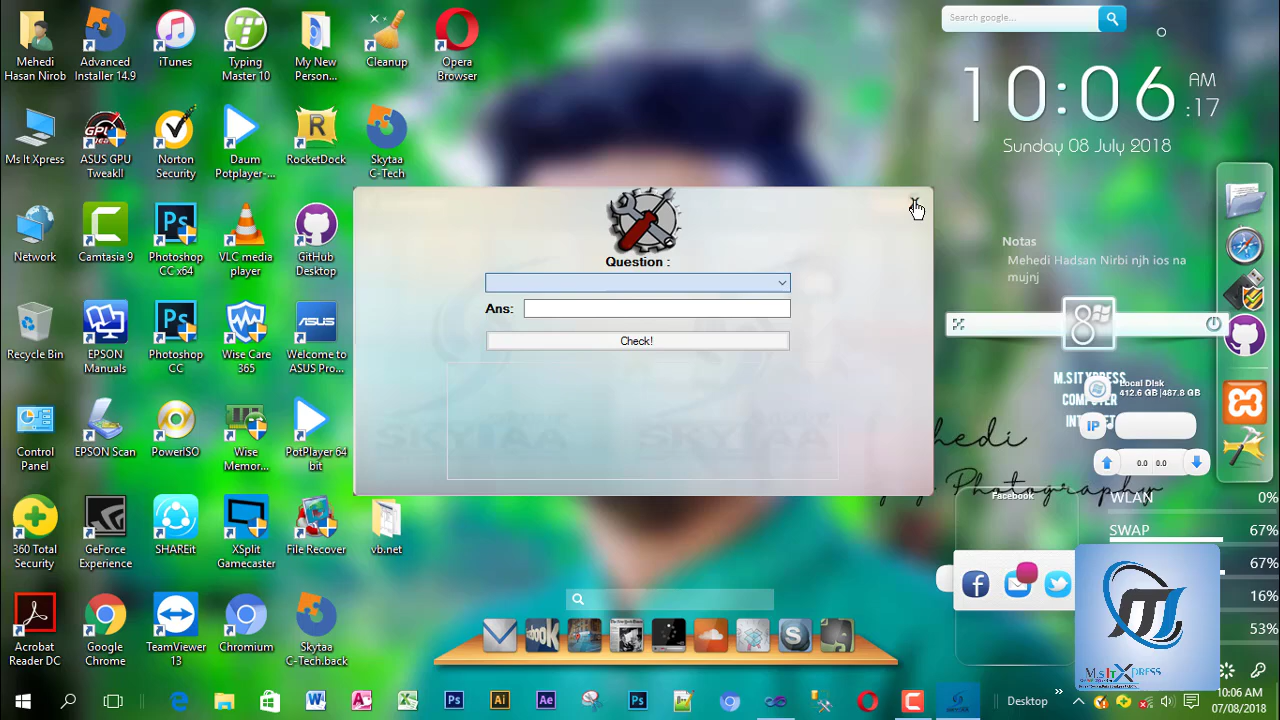 Mehedi
Hasan Nirob
Advanced
Installer 14.9
iTunes
Typing
Master 10
My New
Person...
Cleanup
Opera
Browser
Ms It Xpress
ASUS GPU
TweakII
Norton
Security
Daum
Potplayer-...
RocketDock
Skytaa
C-Tech
Network
Camtasia 9
Photoshop
CC x64
VLC media
player
GitHub
Desktop
Recycle Bin
EPSON
Manuals
Photoshop
CC
Wise Care
365
Welcome to
ASUS Pro...
Control
Panel
EPSON Scan
PowerISO
Wise
Memor...
PotPlayer 64
bit
360 Total
Security
GeForce
Experience
SHAREit
XSplit
Gamecaster
File Recover
vb.net
Acrobat
Reader DC
Google
Chrome
TeamViewer
13
Chromium
Skytaa
C-Tech.back
Question :
Ans:
Check!
Search google...
10:06 AM
:17
Sunday 08 July 2018
Notas
Mehedi Hadsan Nirbi njh ios na
mujnj
M.S IT XPRESS
COMPUTER
Local Disk
412.6 GB|487.8 GB
IP
0.0 0.0
Photography
Facebook
WLAN 0%
SWAP 67%
67%
16%
53%
M.s It Xpress
Desktop
10:06 AM
07/08/2018